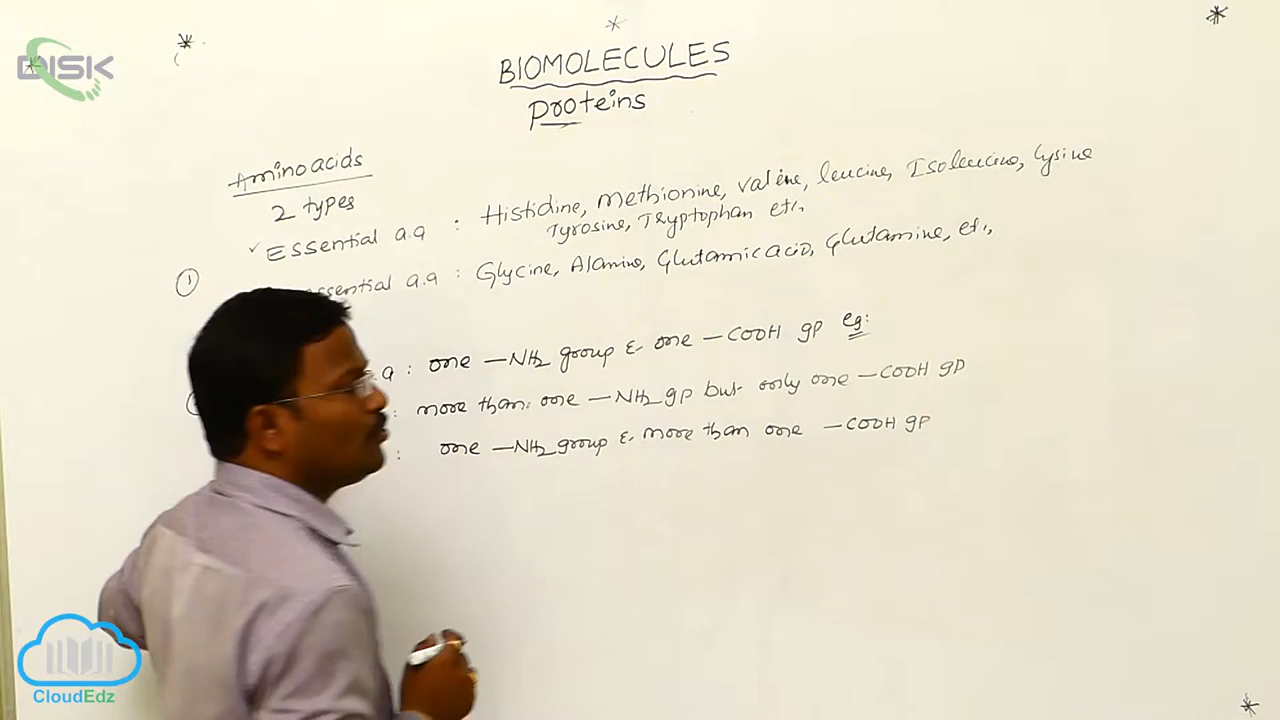 DISK
BIOMOLECULES
proteins
Aminoacids
2 types
✓ Essential a.a : Histidine, Methionine, Valine, leucine, Isoleucine, Lysine
Tyrosine, Tryptophan etc.,
① essential a.a : Glycine, Alanine, Glutamic acid, Glutamine, etc.,
.a : one —NH2 group & one —COOH gp eg:
: more than one —NH2 gp but only one —COOH gp
: one —NH2 group & more than one —COOH gp
CloudEdz